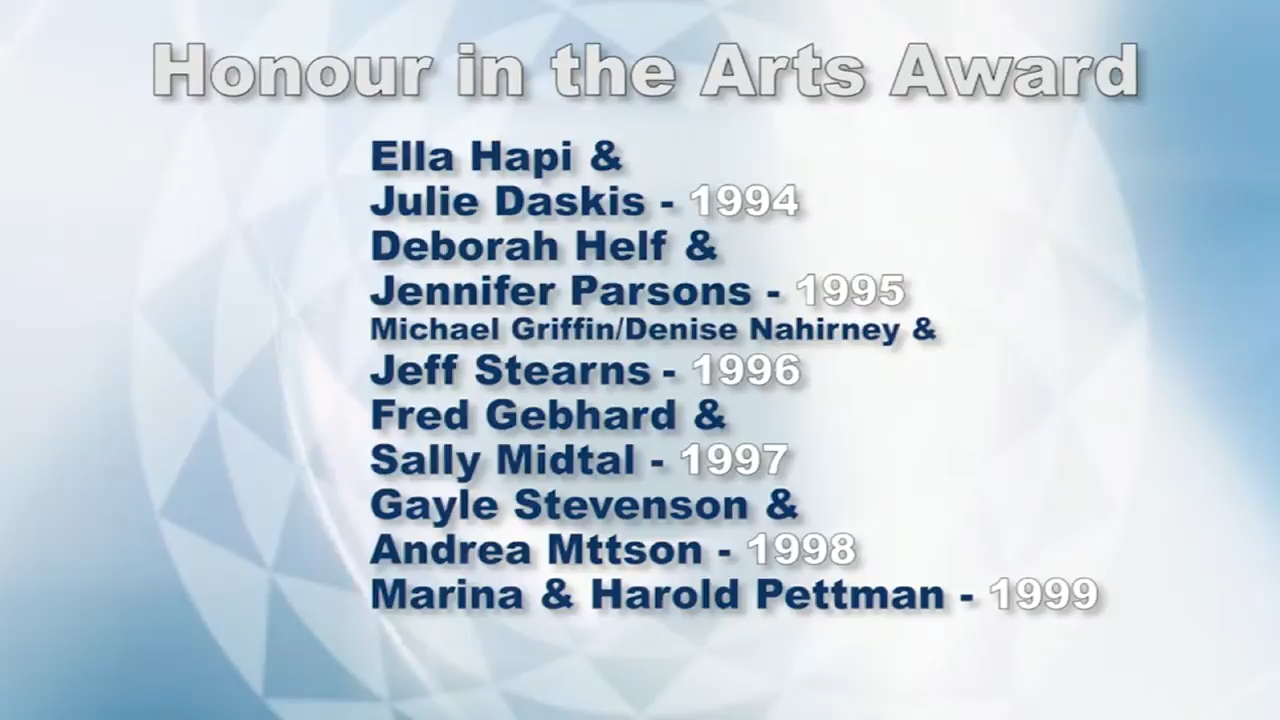 Honour in the Arts Award
Ella Hapi &
Julie Daskis - 1994
Deborah Helf &
Jennifer Parsons - 1995
Michael Griffin/Denise Nahirney &
Jeff Stearns - 1996
Fred Gebhard &
Sally Midtal - 1997
Gayle Stevenson &
Andrea Mttson - 1998
Marina & Harold Pettman - 1999